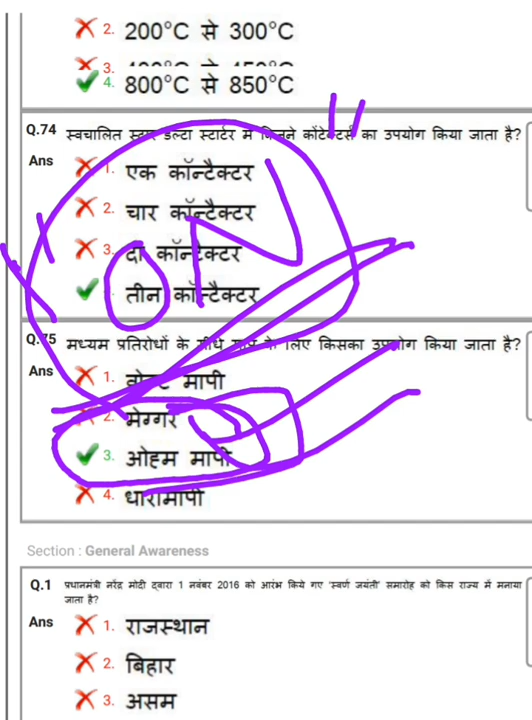 2. 200°C से 300°C
3.
4. 800°C से 850°C
Q.74 स्वचालित स्टार डेल्टा स्टार्टर में कितने कोंटेक्टर्स का उपयोग किया जाता है?
Ans
1. एक कॉन्टैक्टर
2. चार कॉन्टैक्टर
3. दो कॉन्टैक्टर
तीन कॉन्टैक्टर
Q.75 मध्यम प्रतिरोधों के सीधे माप के लिए किसका उपयोग किया जाता है?
Ans
1. वोल्ट मापी
2. मेग्गर
3. ओहम मापी
4. धारामापी
Section : General Awareness
Q.1 प्रधानमंत्री नरेंद्र मोदी द्वारा 1 नवंबर 2016 को आरंभ किये गए 'स्वर्ण जयंती' समारोह को किस राज्य में मनाया
जाता है?
Ans
1. राजस्थान
2. बिहार
3. असम